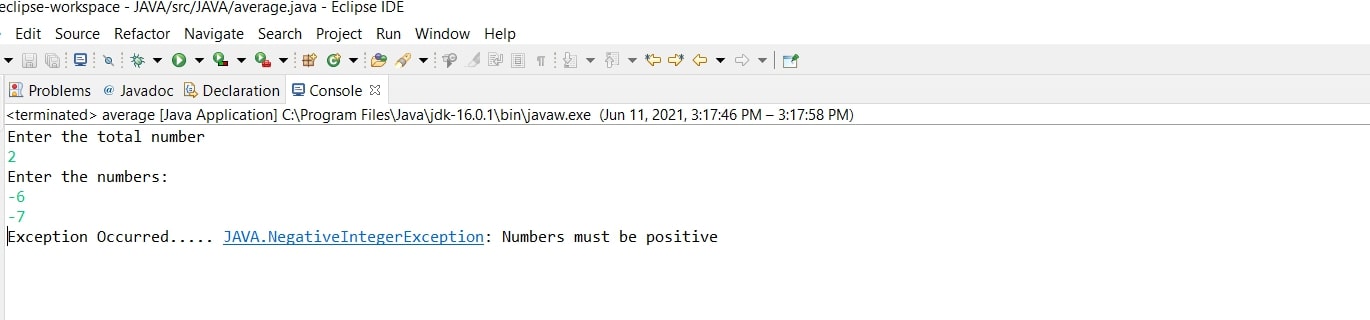 eclipse-workspace - JAVA/src/JAVA/average.java - Eclipse IDE
Edit Source Refactor Navigate Search Project Run Window Help
Problems @ Javadoc Declaration Console
<terminated> average [Java Application] C:\Program Files\Java\jdk-16.0.1\bin\javaw.exe (Jun 11, 2021, 3:17:46 PM – 3:17:58 PM)
Enter the total number
2
Enter the numbers:
-6
-7
Exception Occurred..... JAVA.NegativeIntegerException: Numbers must be positive